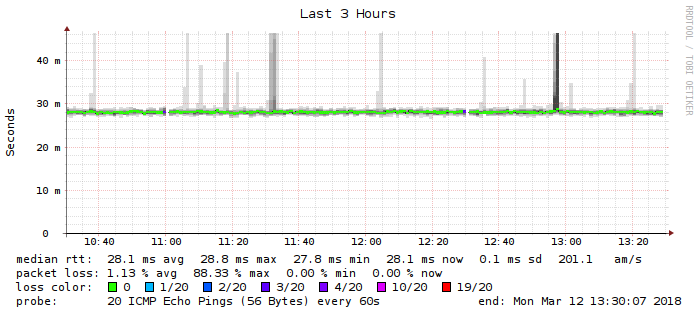 Last 3 Hours
RRDTOOL / TOBI OETIKER
Seconds
40 m
30 m
20 m
10 m
0
10:40 11:00 11:20 11:40 12:00 12:20 12:40 13:00 13:20
median rtt: 28.1 ms avg 28.8 ms max 27.8 ms min 28.1 ms now 0.1 ms sd 201.1 am/s
packet loss: 1.13 % avg 88.33 % max 0.00 % min 0.00 % now
loss color: 0 1/20 2/20 3/20 4/20 10/20 19/20
probe: 20 ICMP Echo Pings (56 Bytes) every 60s end: Mon Mar 12 13:30:07 2018